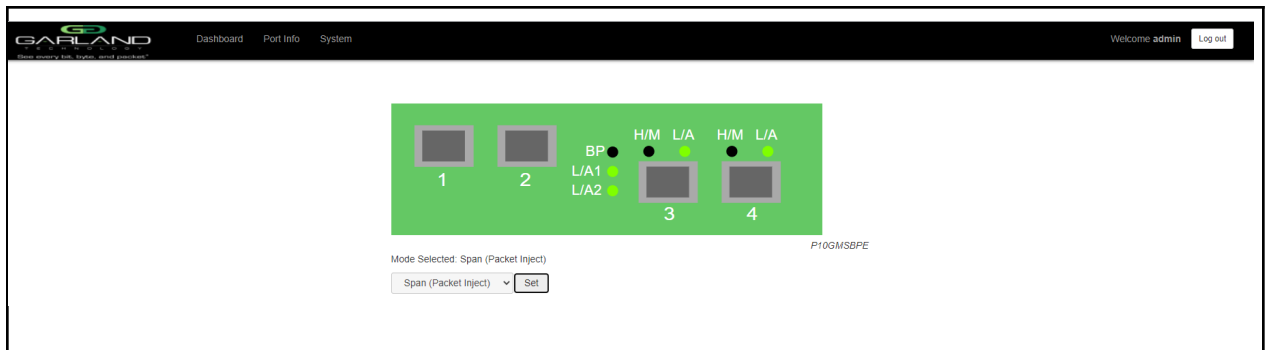 GARLAND
TECHNOLOGY
See every bit, byte, and packet®
Dashboard Port Info System
Welcome admin Log out
H/M L/A H/M L/A
BP
L/A1
L/A2
1 2
3 4
P10GMSBPE
Mode Selected: Span (Packet Inject)
Span (Packet Inject) Set